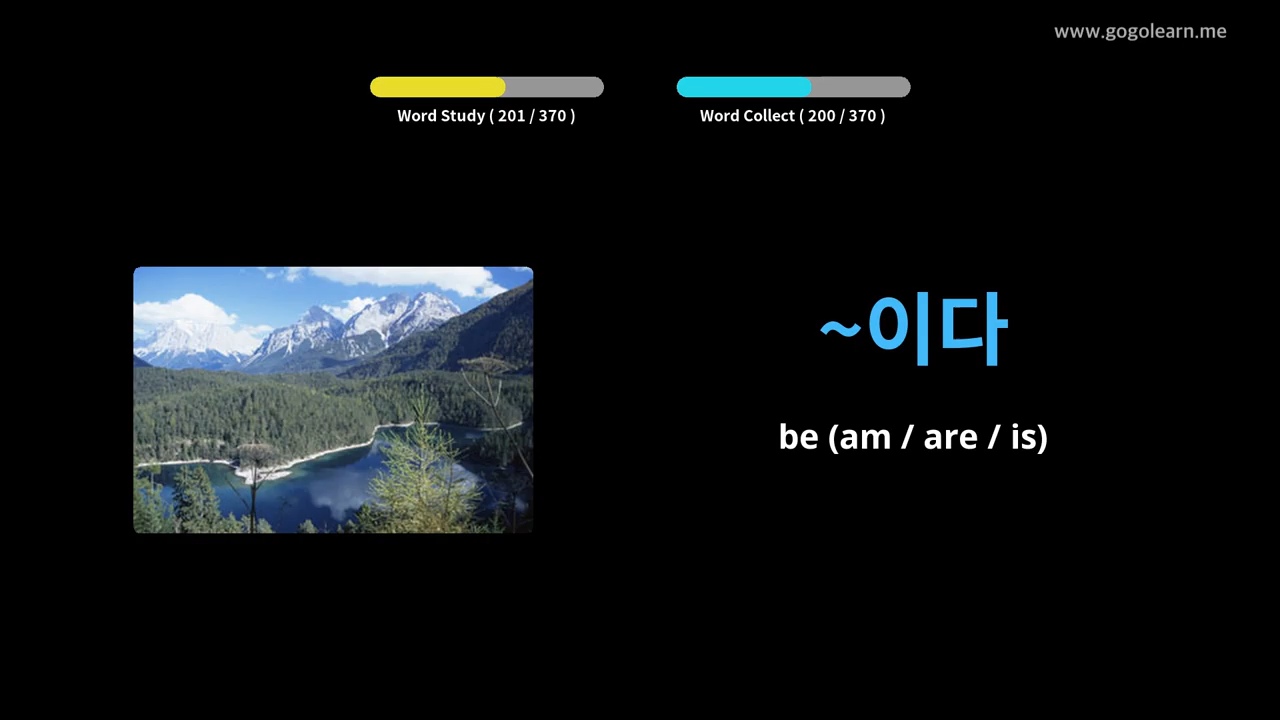 www.gogolearn.me
Word Study ( 201 / 370 )
Word Collect ( 200 / 370 )
~이다
be (am / are / is)